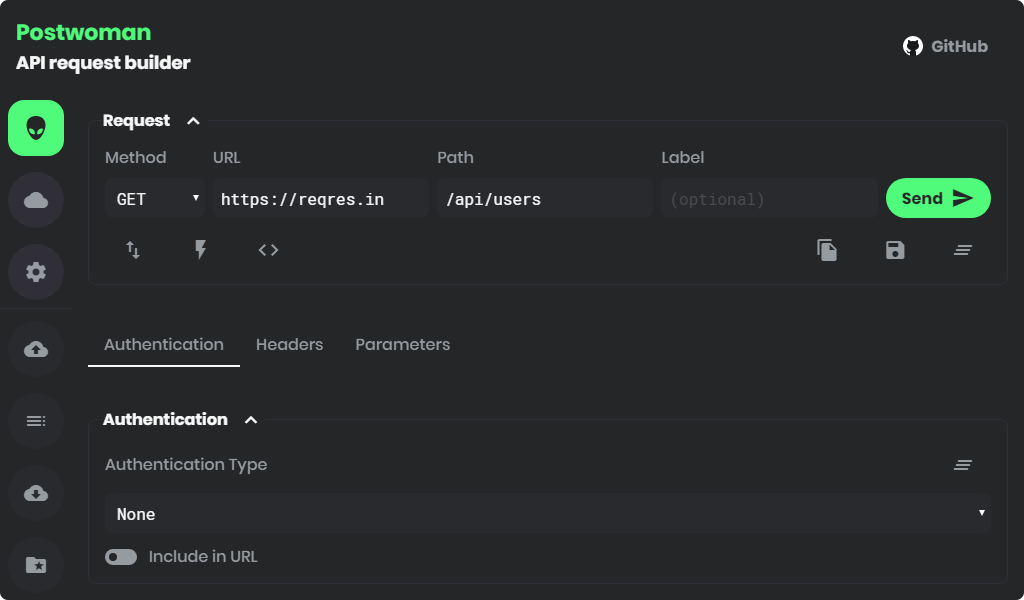 Postwoman
API request builder
GitHub
Request
Method URL Path Label
GET https://reqres.in /api/users (optional) Send
Authentication Headers Parameters
Authentication
Authentication Type
None
Include in URL